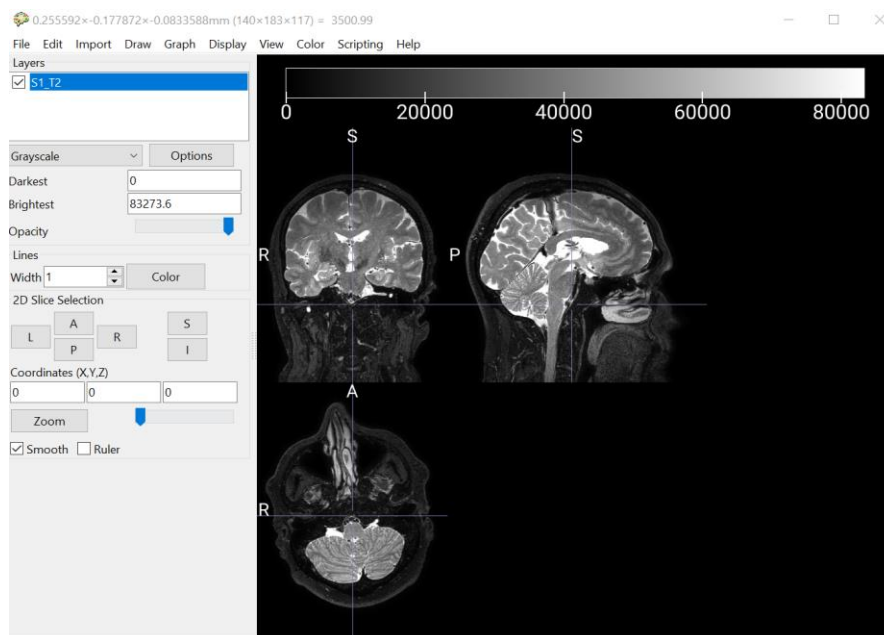 0.255592×-0.177872×-0.0833588mm (140×183×117) = 3500.99
File Edit Import Draw Graph Display View Color Scripting Help
Layers
S1_T2
Grayscale Options
Darkest 0
Brightest 83273.6
Opacity
Lines
Width 1 Color
2D Slice Selection
A S
L R
P I
Coordinates (X,Y,Z)
0 0 0
Zoom
Smooth Ruler
0 20000 40000 60000 80000
S S
R P
A
R